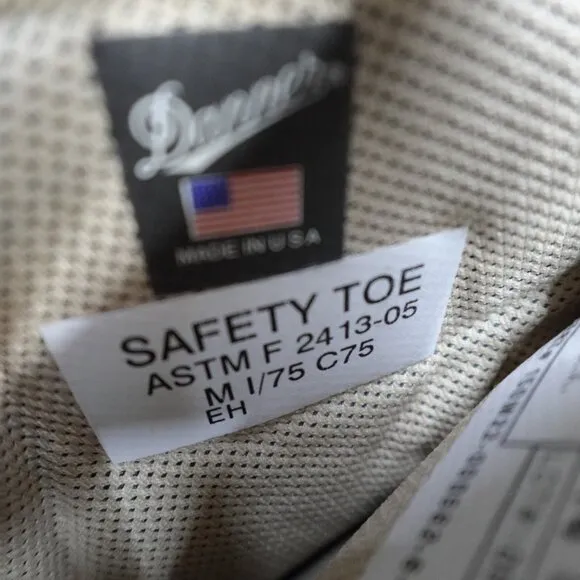 Danner
MADE IN USA
SAFETY TOE
ASTM F 2413-05
M I/75 C75
EH